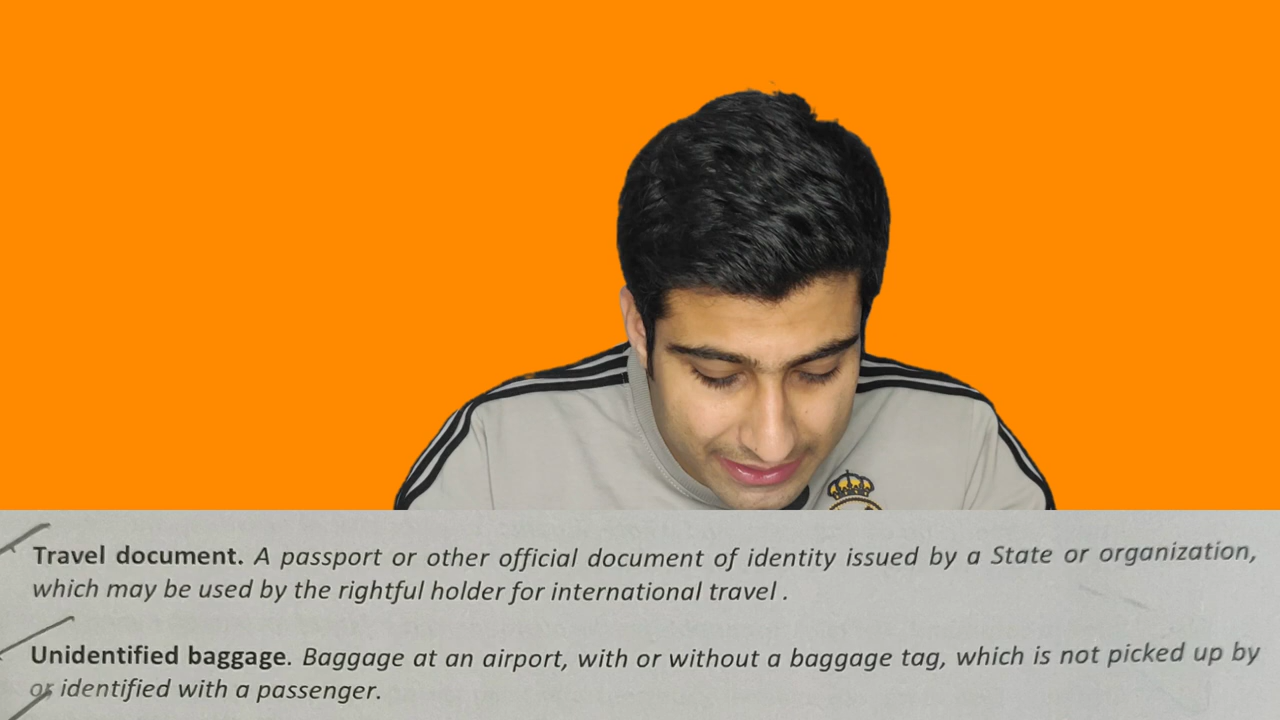 Travel document. A passport or other official document of identity issued by a State or organization,
which may be used by the rightful holder for international travel .
Unidentified baggage. Baggage at an airport, with or without a baggage tag, which is not picked up by
or identified with a passenger.